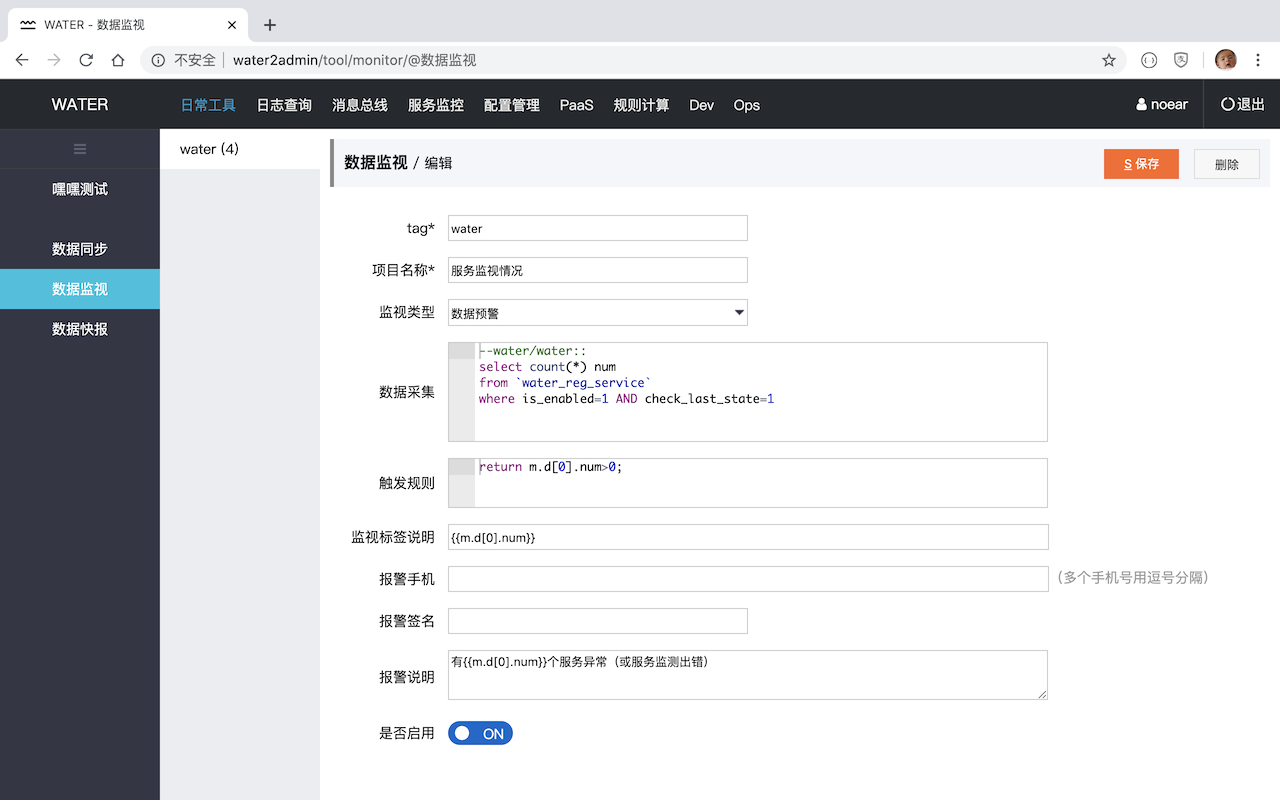 WATER - 数据监视
不安全 water2admin/tool/monitor/@数据监视
WATER 日常工具 日志查询 消息总线 服务监控 配置管理 PaaS 规则计算 Dev Ops noear 退出
嘿嘿测试
数据同步
数据监视
数据快报
water (4)
数据监视 / 编辑 S 保存 删除
tag* water
项目名称* 服务监视情况
监视类型 数据预警
数据采集
--water/water::
select count(*) num
from `water_reg_service`
where is_enabled=1 AND check_last_state=1
触发规则 return m.d[0].num>0;
监视标签说明 {{m.d[0].num}}
报警手机 (多个手机号用逗号分隔)
报警签名
报警说明 有{{m.d[0].num}}个服务异常（或服务监测出错）
是否启用 ON